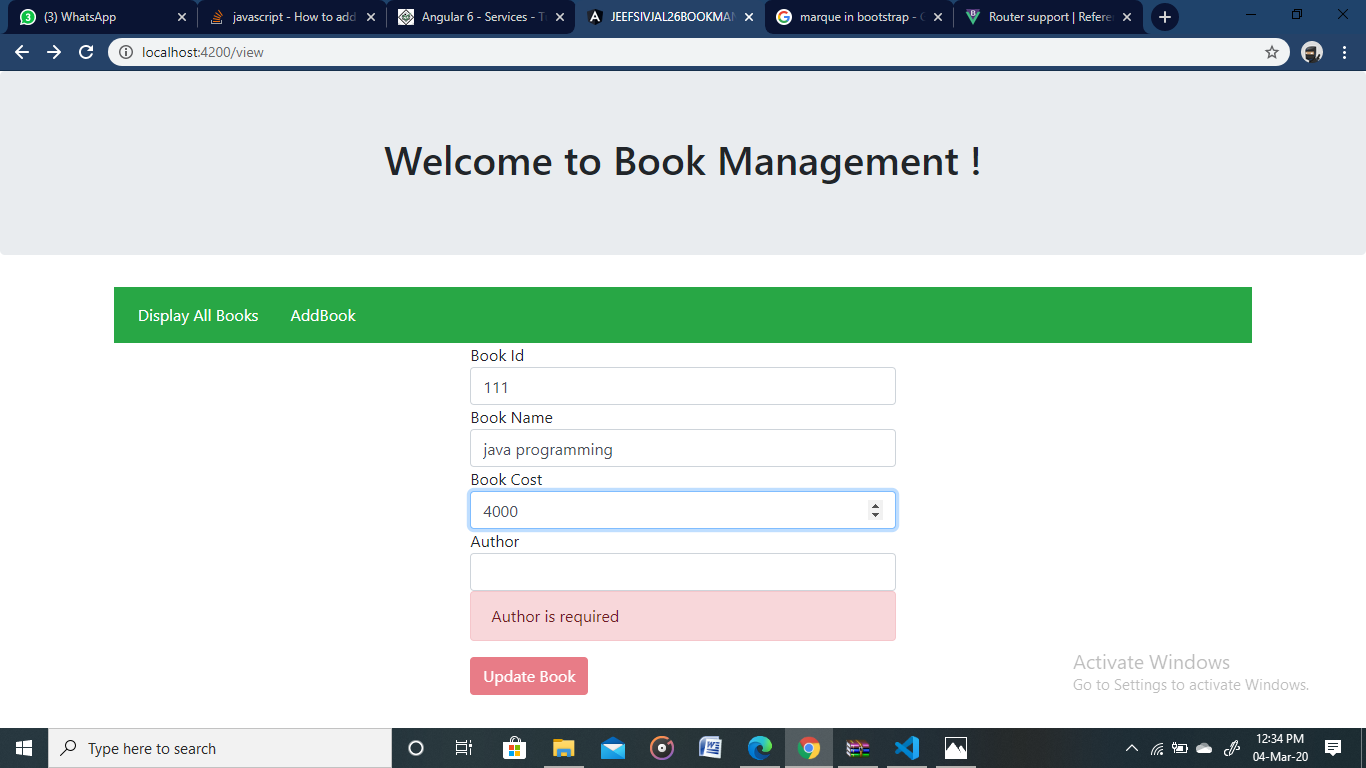 (3) WhatsApp
javascript - How to add
Angular 6 - Services - T
JEEFSIVJAL26BOOKMAN
marque in bootstrap - G
Router support | Refere
localhost:4200/view
Welcome to Book Management !
Display All Books AddBook
Book Id
111
Book Name
java programming
Book Cost
4000
Author
Author is required
Update Book
Activate Windows
Go to Settings to activate Windows.
Type here to search
12:34 PM
04-Mar-20